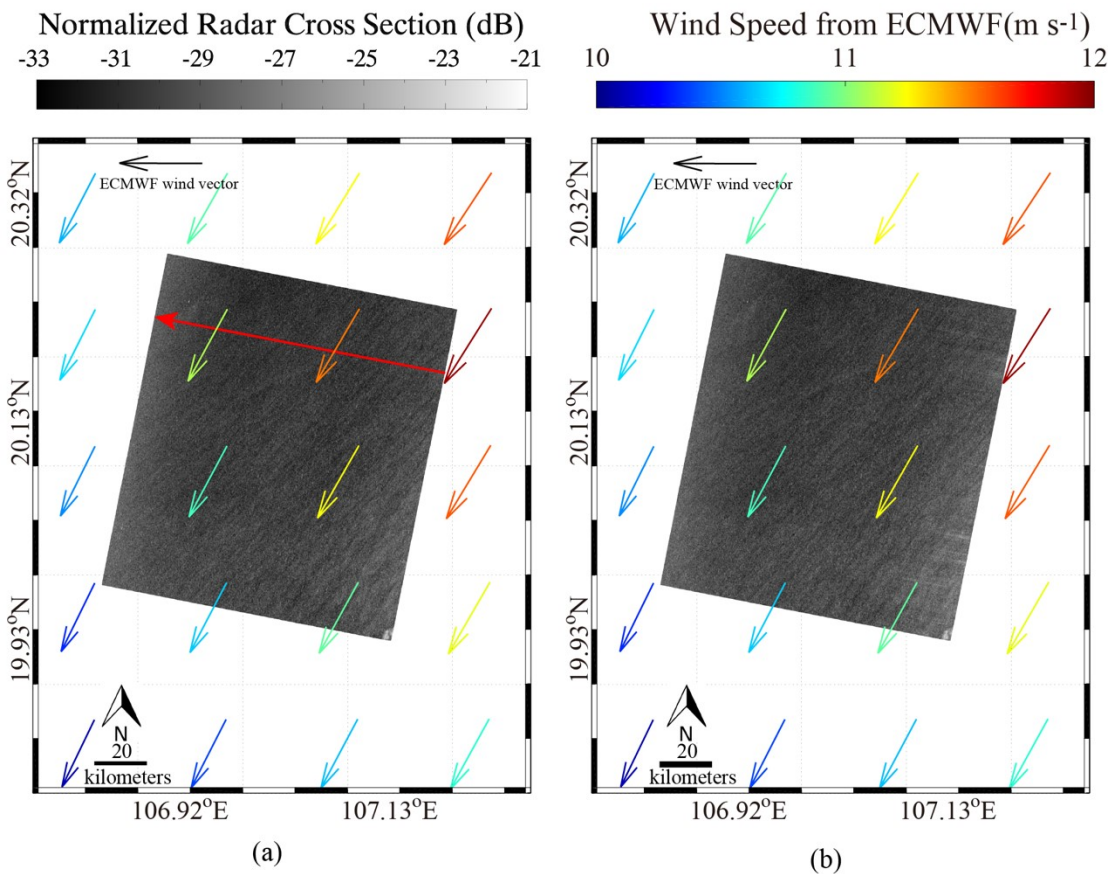 Normalized Radar Cross Section (dB)
-33 -31 -29 -27 -25 -23 -21
ECMWF wind vector
20.32°N
20.13°N
19.93°N
N
20
kilometers
106.92°E 107.13°E
(a)
Wind Speed from ECMWF(m s-1)
10 11 12
ECMWF wind vector
20.32°N
20.13°N
19.93°N
N
20
kilometers
106.92°E 107.13°E
(b)